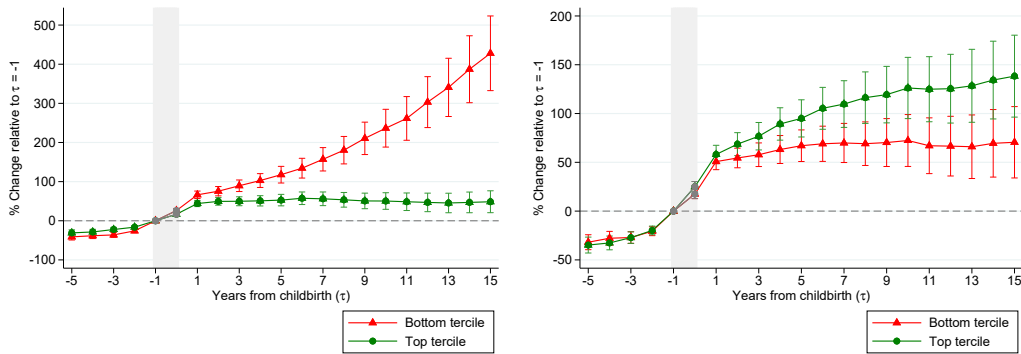 % Change relative to τ = -1
500
400
300
200
100
0
-100
-5 -3 -1 1 3 5 7 9 11 13 15
Years from childbirth (τ)
Bottom tercile
Top tercile
% Change relative to τ = -1
200
150
100
50
0
-50
-5 -3 -1 1 3 5 7 9 11 13 15
Years from childbirth (τ)
Bottom tercile
Top tercile